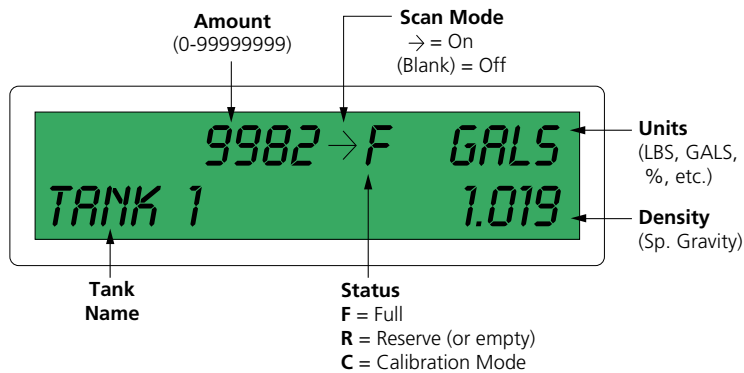 Amount
(0-99999999)
Scan Mode
→ = On
(Blank) = Off
9982 → F GALS
TANK 1 1.019
Units
(LBS, GALS,
%, etc.)
Density
(Sp. Gravity)
Tank
Name
Status
F = Full
R = Reserve (or empty)
C = Calibration Mode